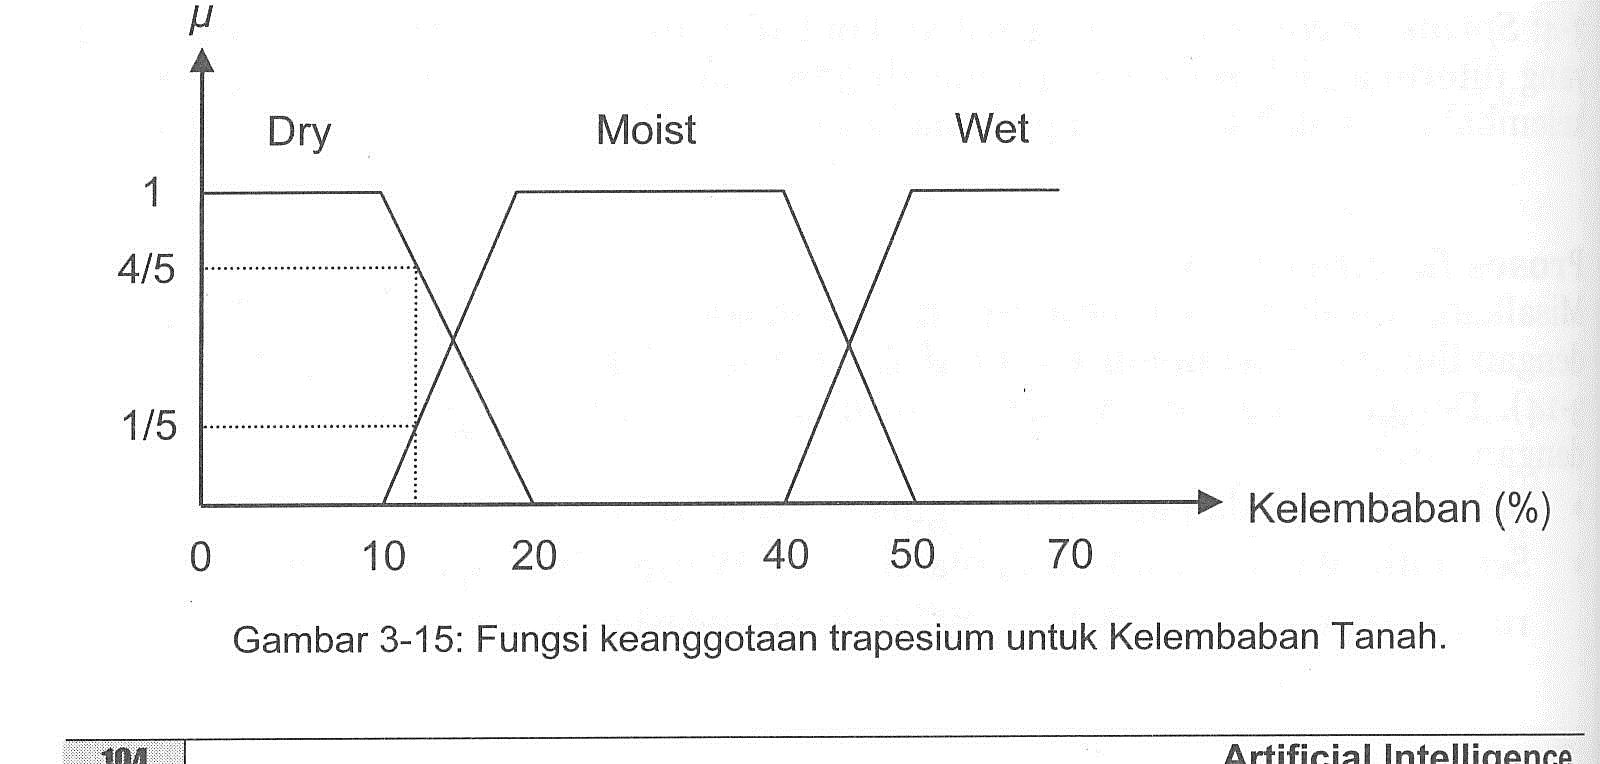 μ
Dry Moist Wet
1
4/5
1/5
Kelembaban (%)
0 10 20 40 50 70
Gambar 3-15: Fungsi keanggotaan trapesium untuk Kelembaban Tanah.
104
Artificial Intelligence